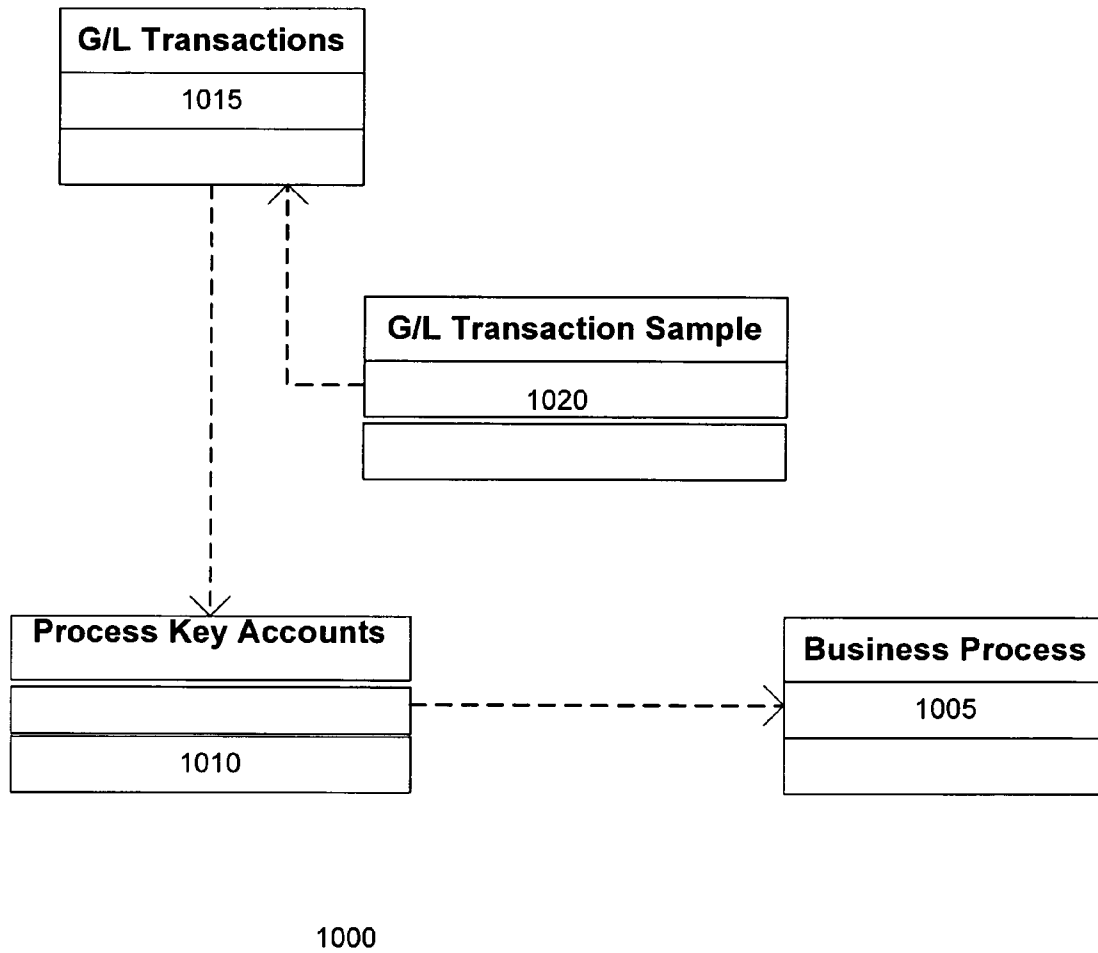 G/L Transactions
1015
G/L Transaction Sample
1020
Process Key Accounts
1010
Business Process
1005
1000